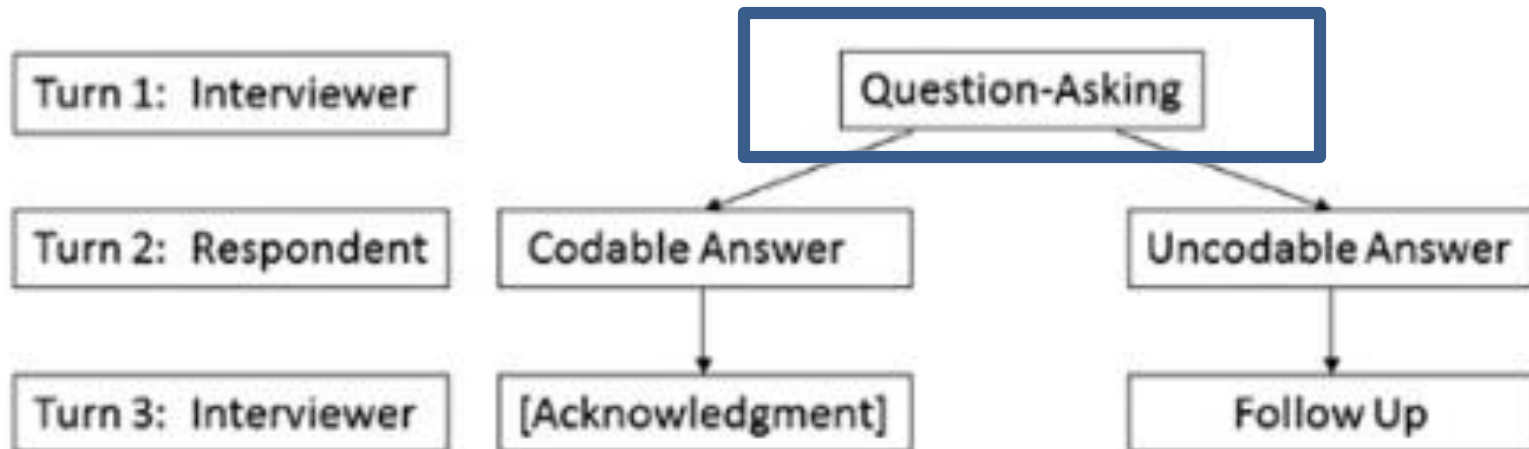 Turn 1: Interviewer
Question-Asking
Turn 2: Respondent
Codable Answer
Uncodable Answer
Turn 3: Interviewer
[Acknowledgment]
Follow Up